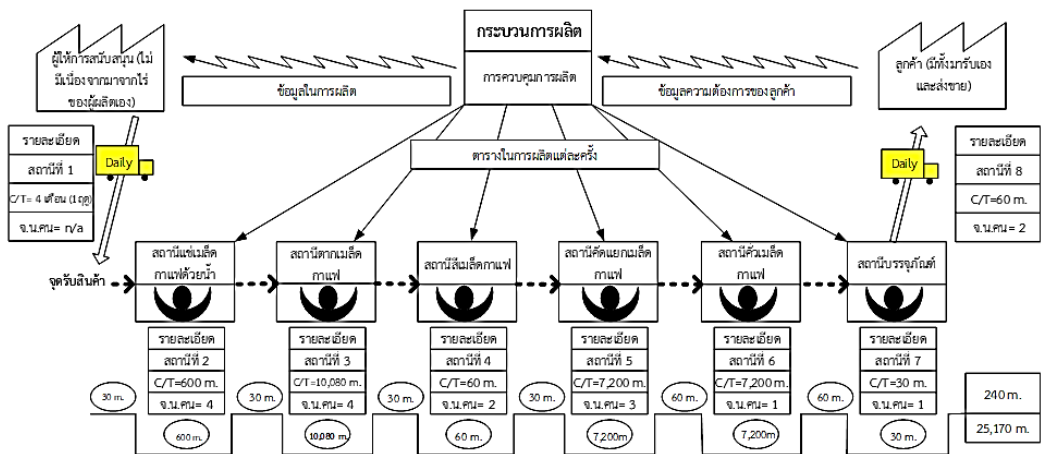 กระบวนการผลิต
การควบคุมการผลิต
ผู้ให้การสนับสนุน (ไม่
มีเนื่องจากมาจากไร่
ของผู้ผลิตเอง)
ข้อมูลในการผลิต
ข้อมูลความต้องการของลูกค้า
ลูกค้า (มีทั้งมารับเอง
และส่งขาย)
รายละเอียด
สถานีที่ 1
C/T= 4 เดือน (1ฤดู)
จ.น.คน= n/a
Daily
ตารางในการผลิตแต่ละครั้ง
Daily
รายละเอียด
สถานีที่ 8
C/T=60 m.
จ.น.คน= 2
จุดรับสินค้า
สถานีแช่เมล็ด
กาแฟด้วยน้ำ
สถานีตากเมล็ด
กาแฟ
สถานีสีเมล็ดกาแฟ
สถานีคัดแยกเมล็ด
กาแฟ
สถานีคั่วเมล็ด
กาแฟ
สถานีบรรจุภัณฑ์
รายละเอียด
สถานีที่ 2
C/T=600 m.
จ.น.คน= 4
รายละเอียด
สถานีที่ 3
C/T=10,080 m.
จ.น.คน= 4
รายละเอียด
สถานีที่ 4
C/T=60 m.
จ.น.คน= 2
รายละเอียด
สถานีที่ 5
C/T=7,200 m.
จ.น.คน= 3
รายละเอียด
สถานีที่ 6
C/T=7,200 m.
จ.น.คน= 1
รายละเอียด
สถานีที่ 7
C/T=30 m.
จ.น.คน= 1
30 m.
30 m.
30 m.
30 m.
60 m.
60 m.
240 m.
600 m.
10,080 m.
60 m.
7,200m
7,200m
30 m.
25,170 m.